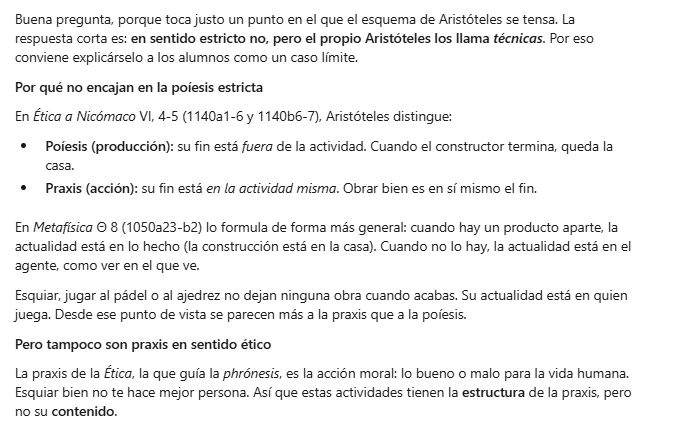 Buena pregunta, porque toca justo un punto en el que el esquema de Aristóteles se tensa. La
respuesta corta es: en sentido estricto no, pero el propio Aristóteles los llama técnicas. Por eso
conviene explicárselo a los alumnos como un caso límite.
Por qué no encajan en la poíesis estricta
En Ética a Nicómaco VI, 4-5 (1140a1-6 y 1140b6-7), Aristóteles distingue:
• Poíesis (producción): su fin está fuera de la actividad. Cuando el constructor termina, queda la
casa.
• Praxis (acción): su fin está en la actividad misma. Obrar bien es en sí mismo el fin.
En Metafísica Θ 8 (1050a23-b2) lo formula de forma más general: cuando hay un producto aparte, la
actualidad está en lo hecho (la construcción está en la casa). Cuando no lo hay, la actualidad está en el
agente, como ver en el que ve.
Esquiar, jugar al pádel o al ajedrez no dejan ninguna obra cuando acabas. Su actualidad está en quien
juega. Desde ese punto de vista se parecen más a la praxis que a la poíesis.
Pero tampoco son praxis en sentido ético
La praxis de la Ética, la que guía la phrónesis, es la acción moral: lo bueno o malo para la vida humana.
Esquiar bien no te hace mejor persona. Así que estas actividades tienen la estructura de la praxis, pero
no su contenido.